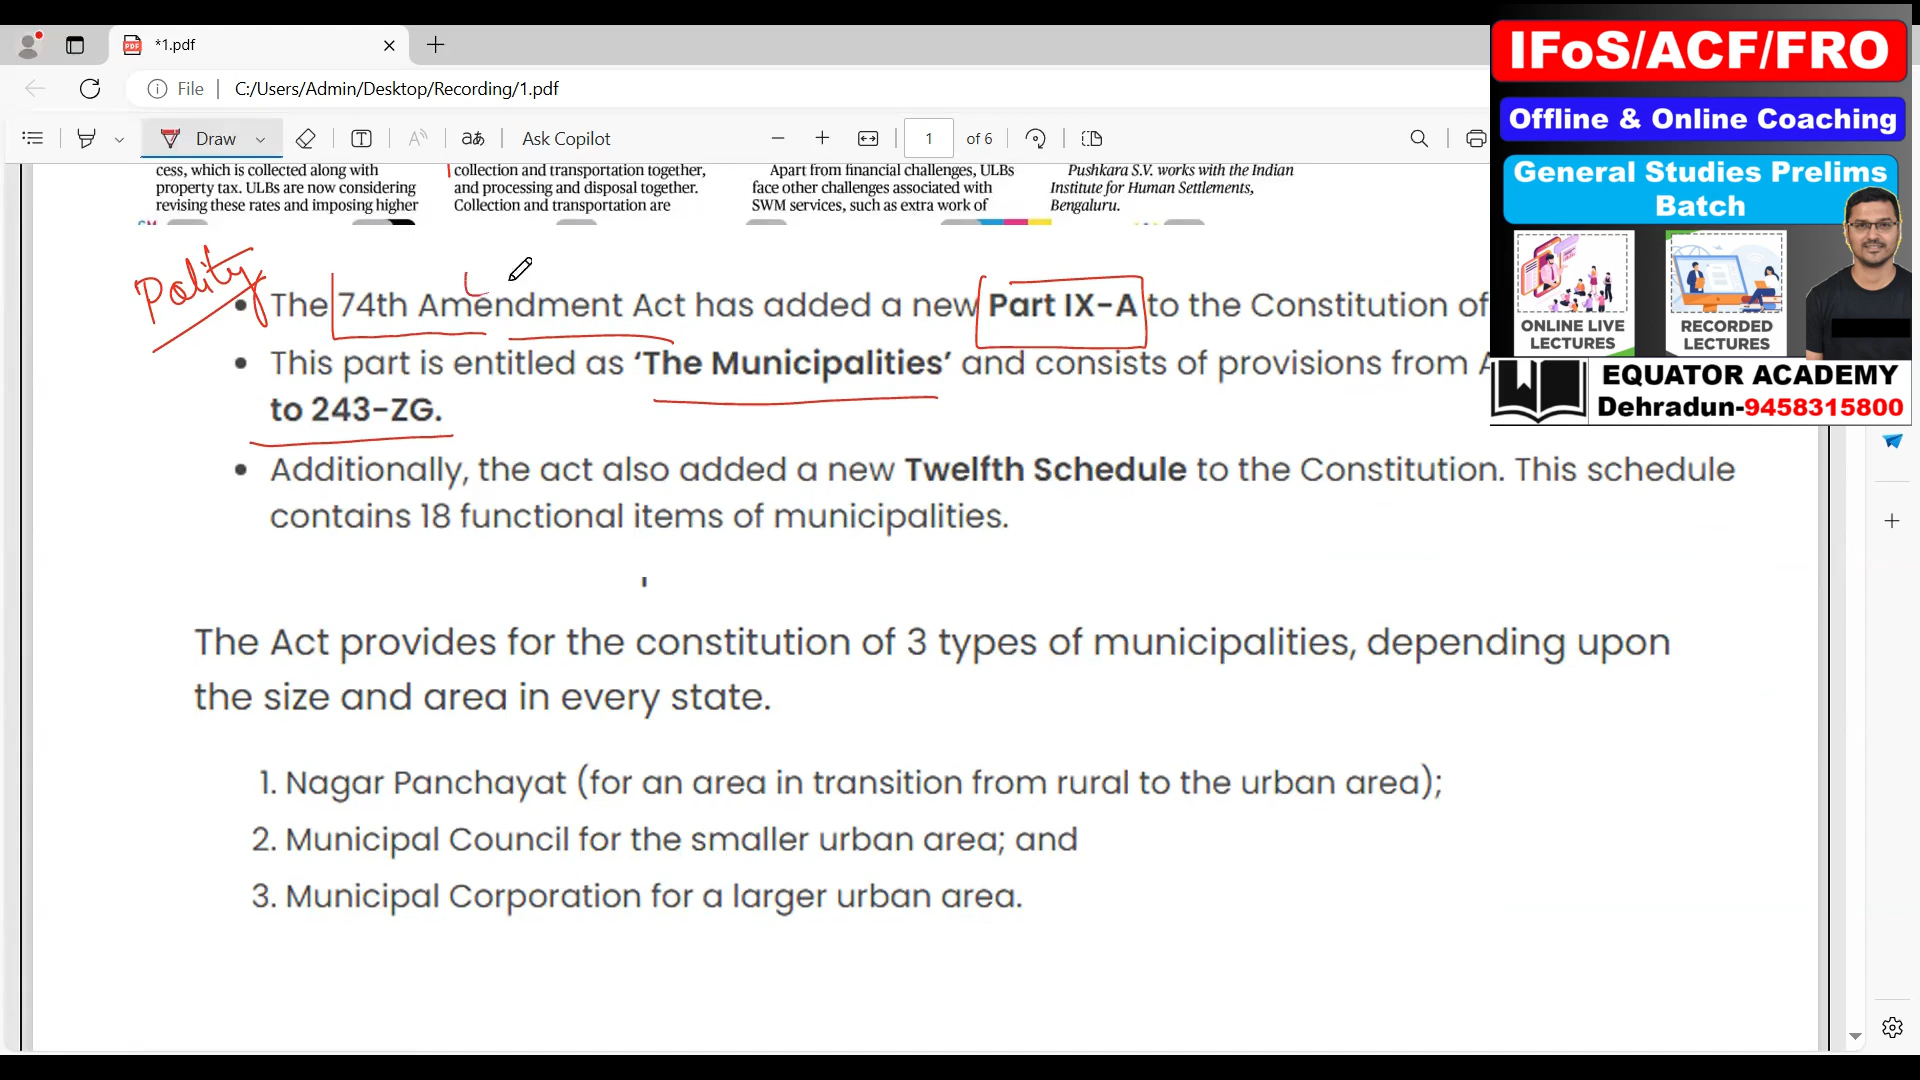 *1.pdf
File
C:/Users/Admin/Desktop/Recording/1.pdf
Draw
aあ
Ask Copilot
1
of 6
cess, which is collected along with
property tax. ULBs are now considering
revising these rates and imposing higher
collection and transportation together,
and processing and disposal together.
Collection and transportation are
Apart from financial challenges, ULBs
face other challenges associated with
SWM services, such as extra work of
Pushkara S.V. works with the Indian
Institute for Human Settlements,
Bengaluru.
Polity
• The 74th Amendment Act has added a new Part IX-A to the Constitution of
• This part is entitled as ‘The Municipalities’ and consists of provisions from A
to 243-ZG.
• Additionally, the act also added a new Twelfth Schedule to the Constitution. This schedule
contains 18 functional items of municipalities.
The Act provides for the constitution of 3 types of municipalities, depending upon
the size and area in every state.
1. Nagar Panchayat (for an area in transition from rural to the urban area);
2. Municipal Council for the smaller urban area; and
3. Municipal Corporation for a larger urban area.
IFoS/ACF/FRO
Offline & Online Coaching
General Studies Prelims
Batch
ONLINE LIVE
LECTURES
RECORDED
LECTURES
EQUATOR ACADEMY
Dehradun-9458315800